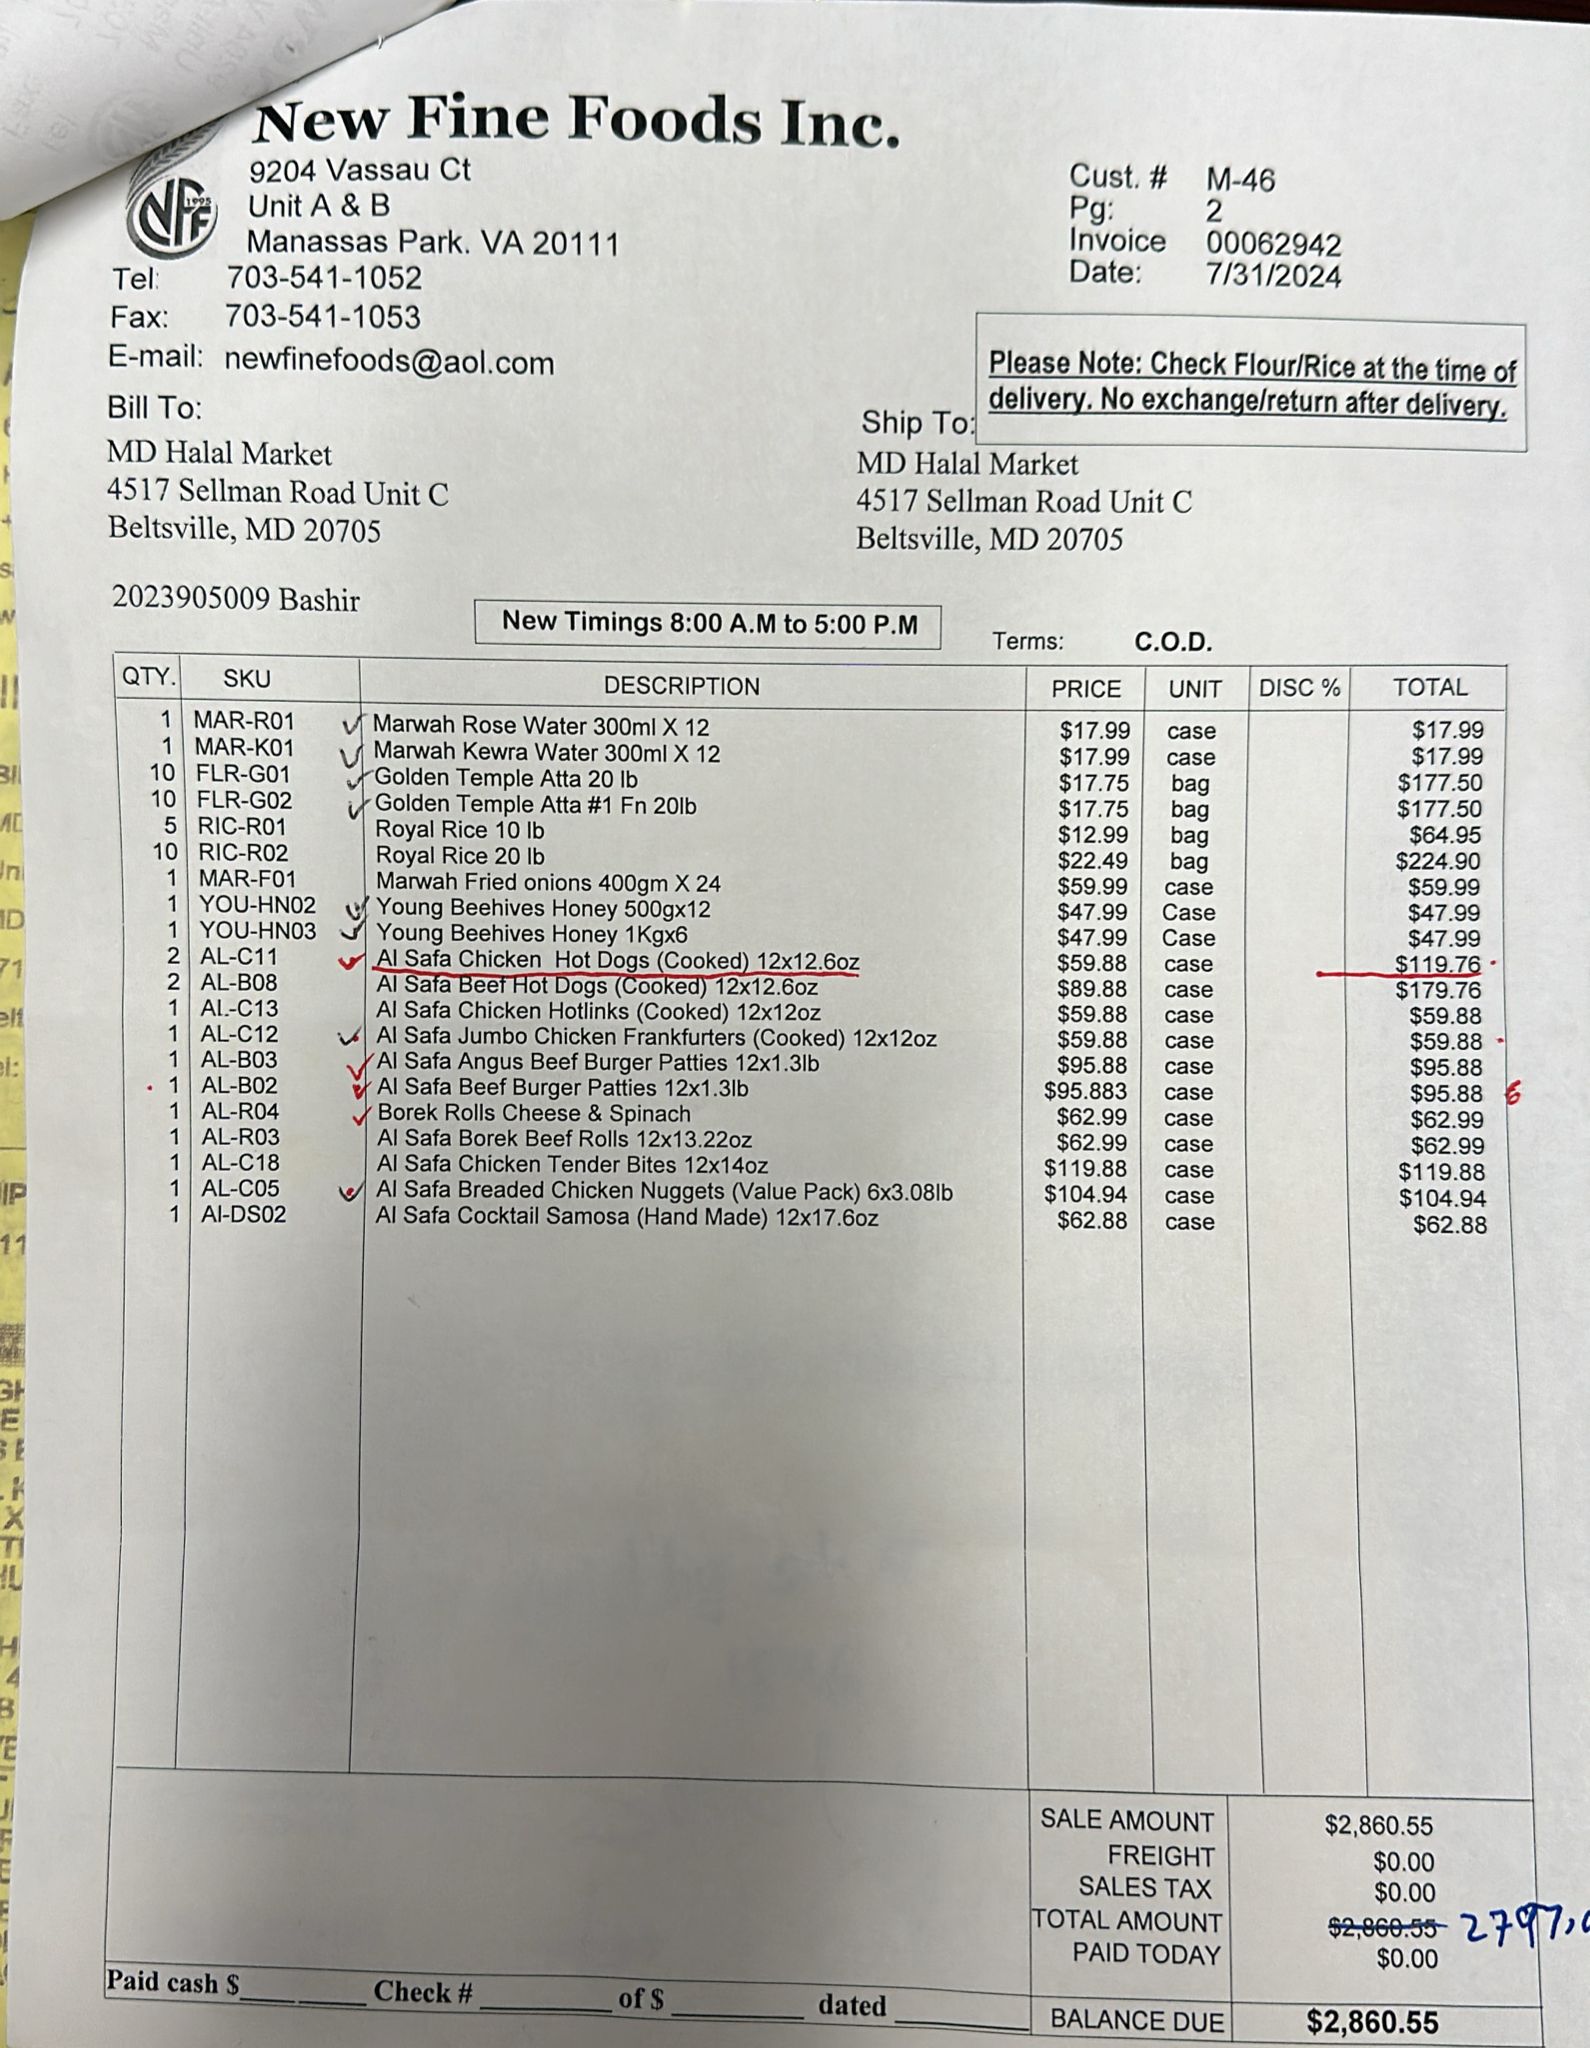 New Fine Foods Inc.
9204 Vassau Ct
Unit A & B
Manassas Park. VA 20111
NFF 1995
Tel: 703-541-1052
Fax: 703-541-1053
E-mail: newfinefoods@aol.com
Cust. # M-46
Pg: 2
Invoice 00062942
Date: 7/31/2024
Please Note: Check Flour/Rice at the time of
delivery. No exchange/return after delivery.
Bill To:
MD Halal Market
4517 Sellman Road Unit C
Beltsville, MD 20705
Ship To:
MD Halal Market
4517 Sellman Road Unit C
Beltsville, MD 20705
2023905009 Bashir
New Timings 8:00 A.M to 5:00 P.M
Terms: C.O.D.
QTY. SKU DESCRIPTION PRICE UNIT DISC % TOTAL
1 MAR-R01 Marwah Rose Water 300ml X 12 $17.99 case $17.99
1 MAR-K01 Marwah Kewra Water 300ml X 12 $17.99 case $17.99
10 FLR-G01 Golden Temple Atta 20 lb $17.75 bag $177.50
10 FLR-G02 Golden Temple Atta #1 Fn 20lb $17.75 bag $177.50
5 RIC-R01 Royal Rice 10 lb $12.99 bag $64.95
10 RIC-R02 Royal Rice 20 lb $22.49 bag $224.90
1 MAR-F01 Marwah Fried onions 400gm X 24 $59.99 case $59.99
1 YOU-HN02 Young Beehives Honey 500gx12 $47.99 Case $47.99
1 YOU-HN03 Young Beehives Honey 1Kgx6 $47.99 Case $47.99
2 AL-C11 Al Safa Chicken Hot Dogs (Cooked) 12x12.6oz $59.88 case $119.76
2 AL-B08 Al Safa Beef Hot Dogs (Cooked) 12x12.6oz $89.88 case $179.76
1 AL-C13 Al Safa Chicken Hotlinks (Cooked) 12x12oz $59.88 case $59.88
1 AL-C12 Al Safa Jumbo Chicken Frankfurters (Cooked) 12x12oz $59.88 case $59.88
1 AL-B03 Al Safa Angus Beef Burger Patties 12x1.3lb $95.88 case $95.88
1 AL-B02 Al Safa Beef Burger Patties 12x1.3lb $95.883 case $95.88
1 AL-R04 Borek Rolls Cheese & Spinach $62.99 case $62.99
1 AL-R03 Al Safa Borek Beef Rolls 12x13.22oz $62.99 case $62.99
1 AL-C18 Al Safa Chicken Tender Bites 12x14oz $119.88 case $119.88
1 AL-C05 Al Safa Breaded Chicken Nuggets (Value Pack) 6x3.08lb $104.94 case $104.94
1 Al-DS02 Al Safa Cocktail Samosa (Hand Made) 12x17.6oz $62.88 case $62.88
SALE AMOUNT $2,860.55
FREIGHT $0.00
SALES TAX $0.00
TOTAL AMOUNT $2,860.55 2797,
PAID TODAY $0.00
Paid cash $ Check # of $ dated
BALANCE DUE $2,860.55